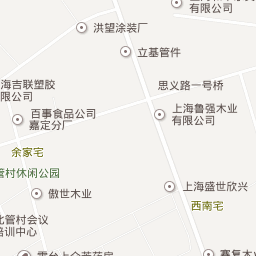 有限公司
洪望涂装厂
立基管件
思义路一号桥
海吉联塑胶
有限公司
百事食品公司
嘉定分厂
上海鲁强木业
有限公司
余家宅
管村休闲公园
傲世木业
上海盛世欣兴
西南宅
北管村会议
培训中心